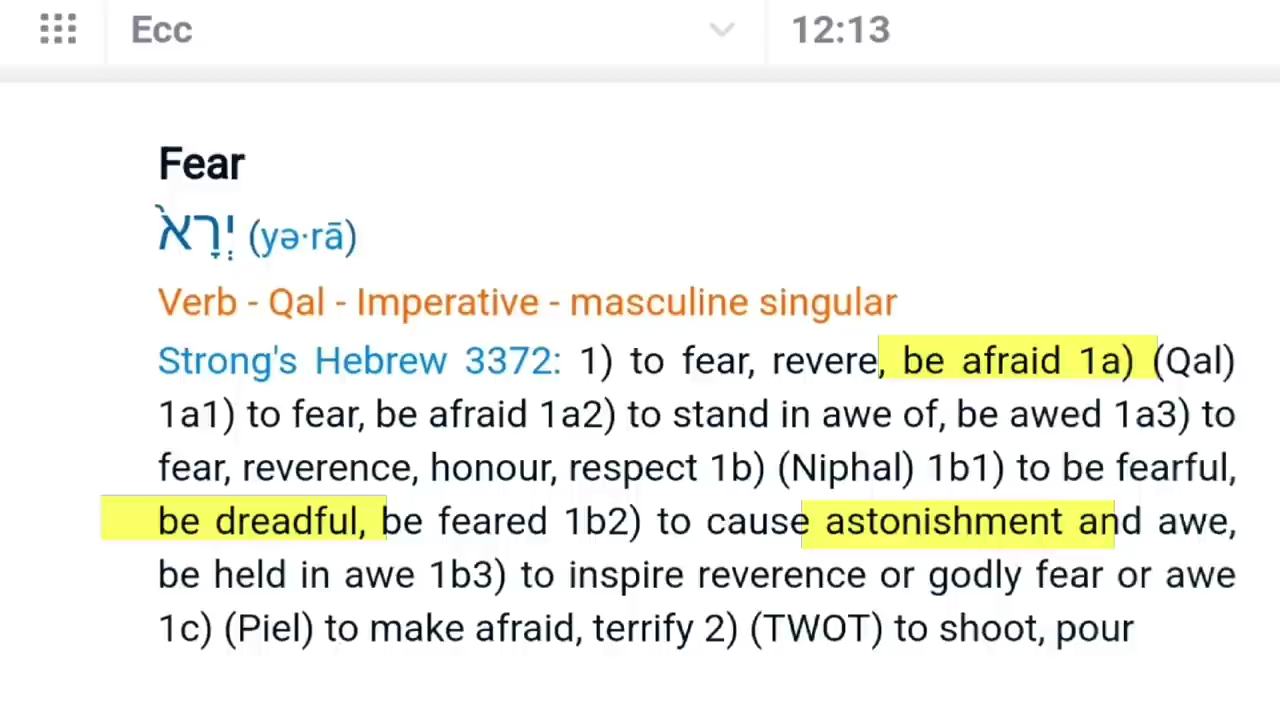 Ecc 12:13
Fear
יְרָא֙ (yə·rā)
Verb - Qal - Imperative - masculine singular
Strong's Hebrew 3372: 1) to fear, revere, be afraid 1a) (Qal)
1a1) to fear, be afraid 1a2) to stand in awe of, be awed 1a3) to
fear, reverence, honour, respect 1b) (Niphal) 1b1) to be fearful,
be dreadful, be feared 1b2) to cause astonishment and awe,
be held in awe 1b3) to inspire reverence or godly fear or awe
1c) (Piel) to make afraid, terrify 2) (TWOT) to shoot, pour